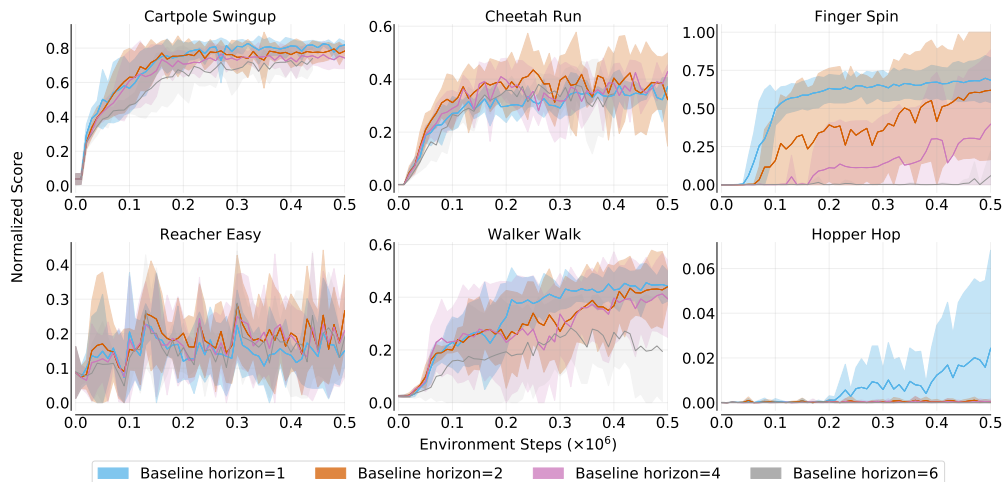 Cartpole Swingup
Cheetah Run
Finger Spin
0.8
0.6
0.4
0.2
0.0
0.0 0.1 0.2 0.3 0.4 0.5
0.6
0.4
0.2
0.0
0.0 0.1 0.2 0.3 0.4 0.5
1.00
0.75
0.50
0.25
0.00
0.0 0.1 0.2 0.3 0.4 0.5
Normalized Score
Reacher Easy
Walker Walk
Hopper Hop
0.4
0.3
0.2
0.1
0.0
0.0 0.1 0.2 0.3 0.4 0.5
0.6
0.4
0.2
0.0
0.0 0.1 0.2 0.3 0.4 0.5
0.06
0.04
0.02
0.00
0.0 0.1 0.2 0.3 0.4 0.5
Environment Steps (×10⁶)
Baseline horizon=1 Baseline horizon=2 Baseline horizon=4 Baseline horizon=6